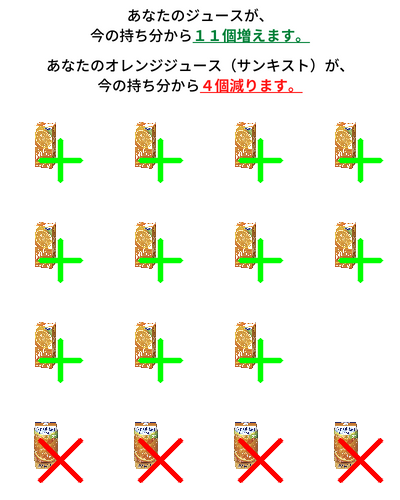 あなたのジュースが、
今の持ち分から１１個増えます。
あなたのオレンジジュース（サンキスト）が、
今の持ち分から４個減ります。